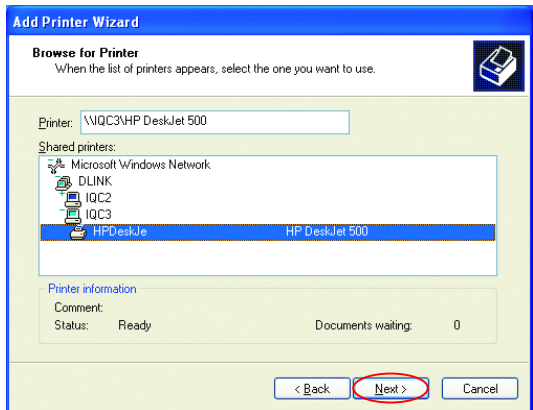 Add Printer Wizard
Browse for Printer
When the list of printers appears, select the one you want to use.
Printer: \\IQC3\HP DeskJet 500
Shared printers:
Microsoft Windows Network
DLINK
IQC2
IQC3
HPDeskJe HP DeskJet 500
Printer information
Comment:
Status: Ready Documents waiting: 0
< Back Next > Cancel